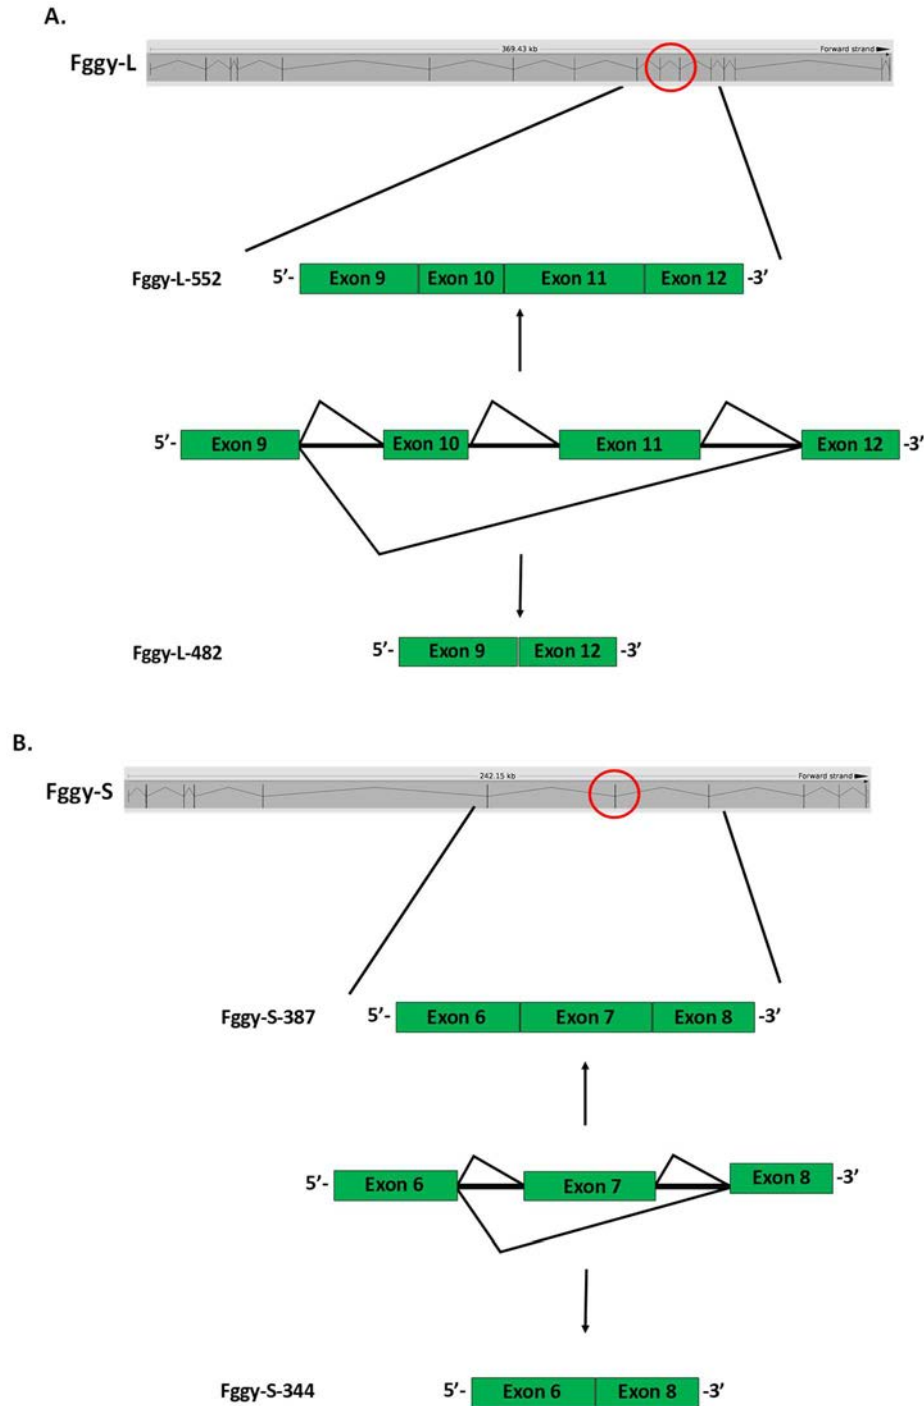 A.
Fggy-L
369.43 kb
Forward strand
Fggy-L-552
5’-
Exon 9
Exon 10
Exon 11
Exon 12
-3’
5’-
Exon 9
Exon 10
Exon 11
Exon 12
-3’
Fggy-L-482
5’-
Exon 9
Exon 12
-3’
B.
Fggy-S
242.15 kb
Forward strand
Fggy-S-387
5’-
Exon 6
Exon 7
Exon 8
-3’
5’-
Exon 6
Exon 7
Exon 8
-3’
Fggy-S-344
5’-
Exon 6
Exon 8
-3’